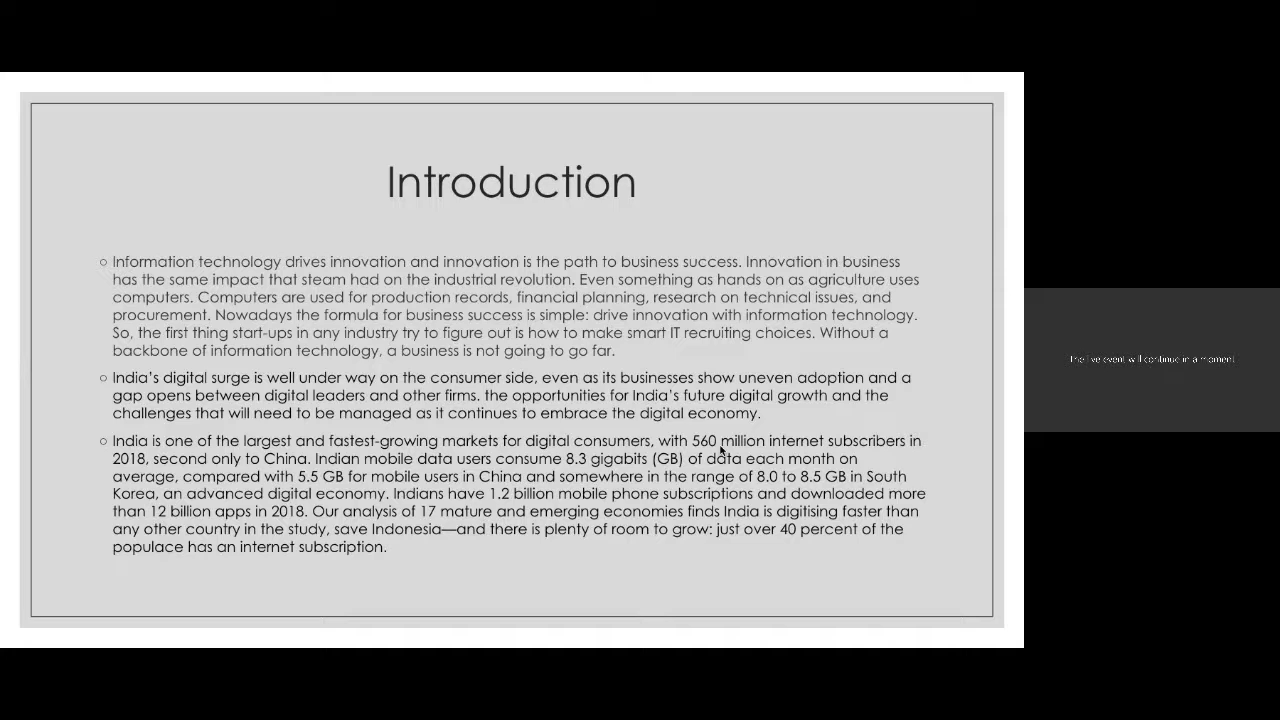 Introduction
○ Information technology drives innovation and innovation is the path to business success. Innovation in business
has the same impact that steam had on the industrial revolution. Even something as hands on as agriculture uses
computers. Computers are used for production records, financial planning, research on technical issues, and
procurement. Nowadays the formula for business success is simple: drive innovation with information technology.
So, the first thing start-ups in any industry try to figure out is how to make smart IT recruiting choices. Without a
backbone of information technology, a business is not going to go far.
○ India’s digital surge is well under way on the consumer side, even as its businesses show uneven adoption and a
gap opens between digital leaders and other firms. the opportunities for India’s future digital growth and the
challenges that will need to be managed as it continues to embrace the digital economy.
○ India is one of the largest and fastest-growing markets for digital consumers, with 560 million internet subscribers in
2018, second only to China. Indian mobile data users consume 8.3 gigabits (GB) of data each month on
average, compared with 5.5 GB for mobile users in China and somewhere in the range of 8.0 to 8.5 GB in South
Korea, an advanced digital economy. Indians have 1.2 billion mobile phone subscriptions and downloaded more
than 12 billion apps in 2018. Our analysis of 17 mature and emerging economies finds India is digitising faster than
any other country in the study, save Indonesia—and there is plenty of room to grow: just over 40 percent of the
populace has an internet subscription.
The live event will continue in a moment